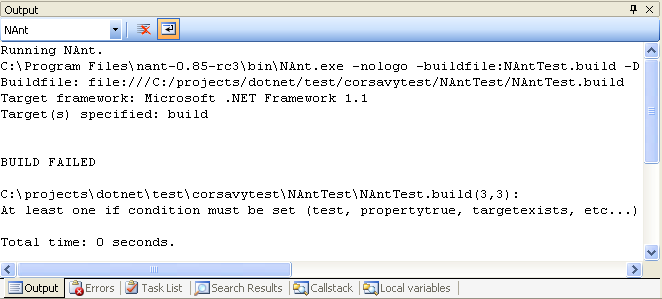 Output
NAnt
Running NAnt.
C:\Program Files\nant-0.85-rc3\bin\NAnt.exe -nologo -buildfile:NAntTest.build -D
Buildfile: file:///C:/projects/dotnet/test/corsavytest/NAntTest/NAntTest.build
Target framework: Microsoft .NET Framework 1.1
Target(s) specified: build
BUILD FAILED
C:\projects\dotnet\test\corsavytest\NAntTest\NAntTest.build(3,3):
At least one if condition must be set (test, propertytrue, targetexists, etc...)
Total time: 0 seconds.
Output Errors Task List Search Results Callstack Local variables